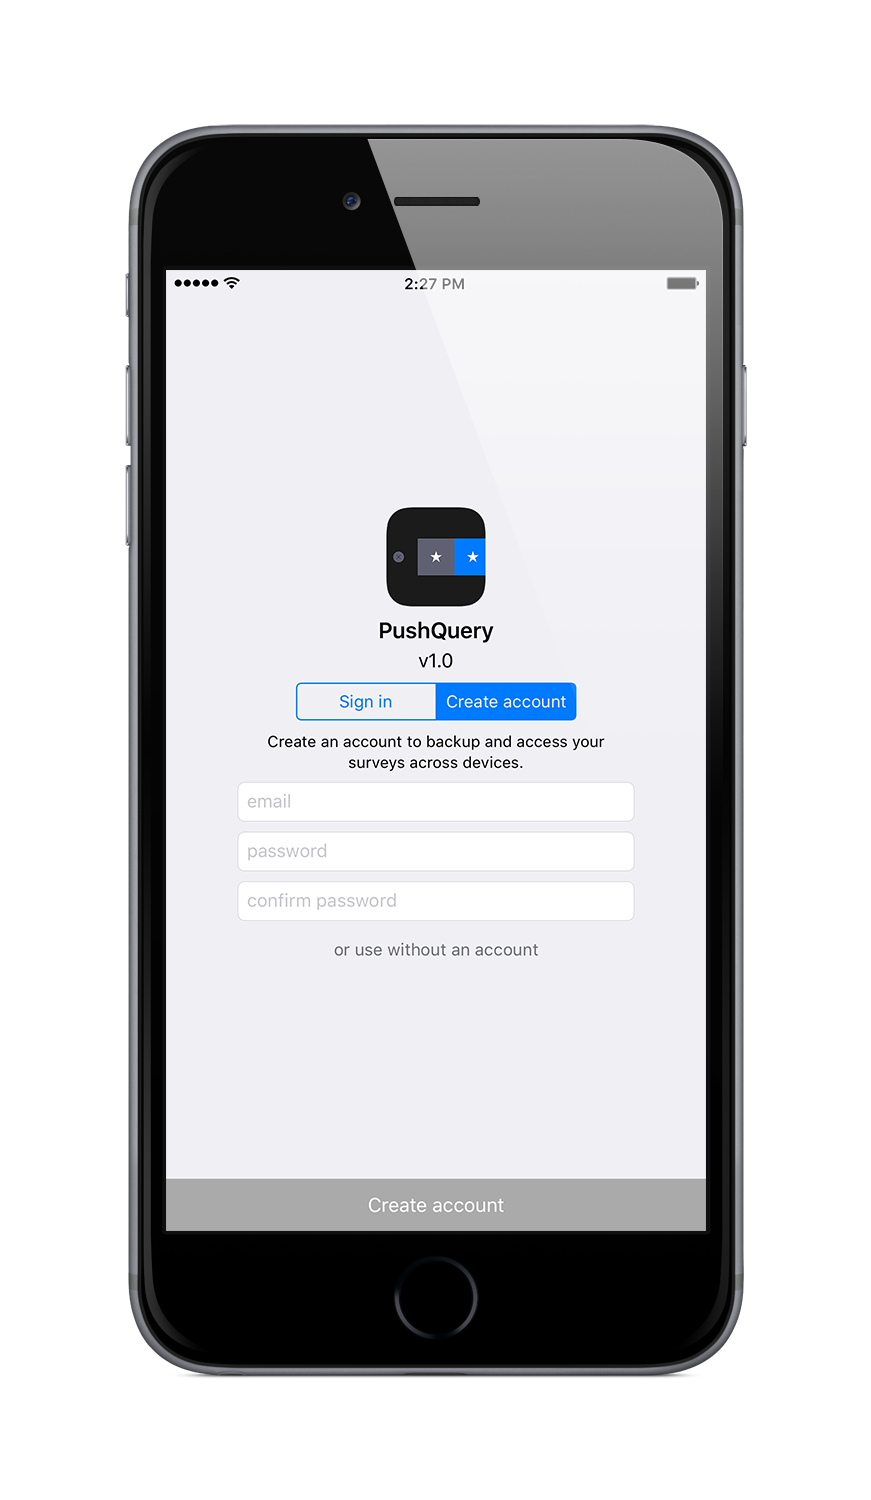 2:27 PM
PushQuery
v1.0
Sign in
Create account
Create an account to backup and access your
surveys across devices.
email
password
confirm password
or use without an account
Create account